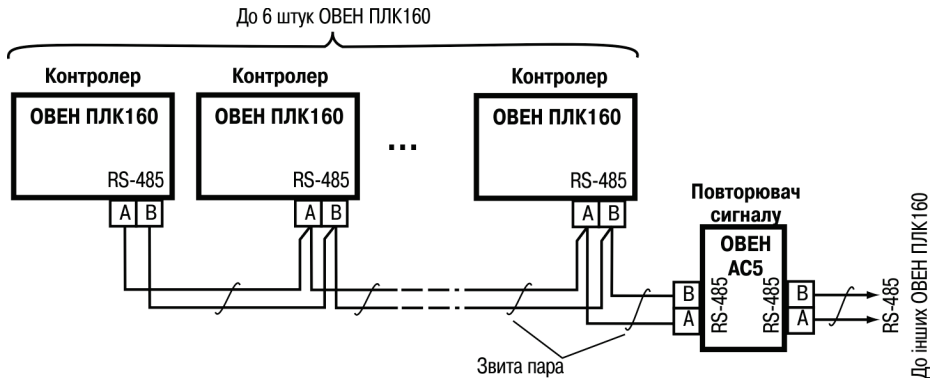 До 6 штук ОВЕН ПЛК160
Контролер
Контролер
Контролер
ОВЕН ПЛК160
ОВЕН ПЛК160
...
ОВЕН ПЛК160
RS-485
RS-485
RS-485
A B
A B
A B
Повторювач
сигналу
ОВЕН
АС5
B
A
RS-485
RS-485
B
A
RS-485
До інших ОВЕН ПЛК160
Звита пара